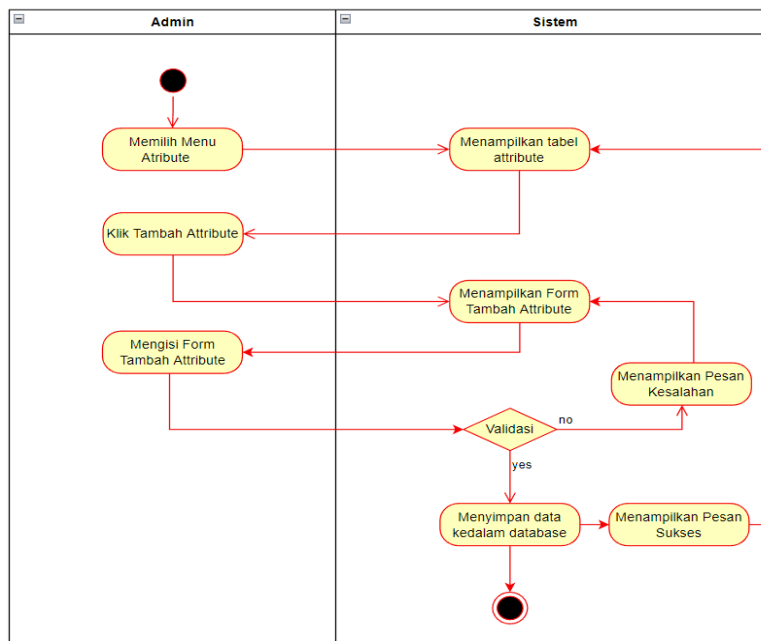 Admin
Sistem
Memilih Menu
Atribute
Menampilkan tabel
attribute
Klik Tambah Attribute
Menampilkan Form
Tambah Attribute
Mengisi Form
Tambah Attribute
Menampilkan Pesan
Kesalahan
Validasi
no
yes
Menyimpan data
kedalam database
Menampilkan Pesan
Sukses